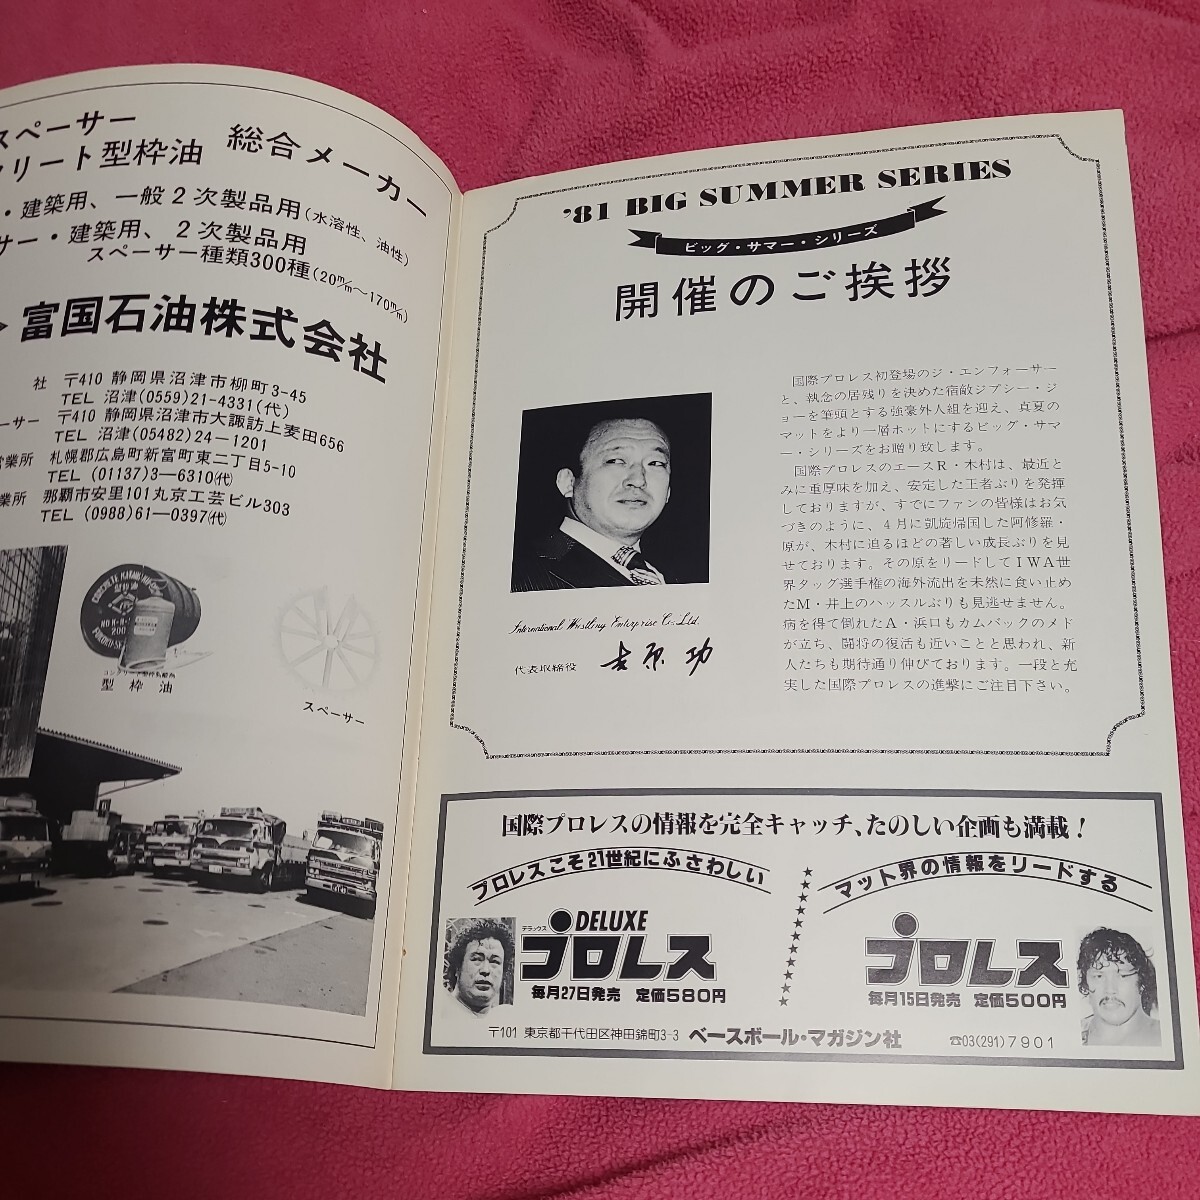 スペーサー
クリート型枠油
総合メーカー
・建築用、一般2次製品用(水溶性、油性)
サー・建築用、2次製品用
スペーサー種類300種(20m/m〜170m/m)
富国石油株式会社
社 〒410 静岡県沼津市柳町3-45
TEL 沼津(0559)21-4331(代)
ーサー 〒410 静岡県沼津市大諏訪上麦田656
TEL 沼津(05482)24-1201
営業所 札幌郡広島町新富町東二丁目5-10
TEL (01137)3-6310(代)
業所 那覇市安里101丸京工芸ビル303
TEL (0988)61-0397(代)
型枠油
スペーサー
'81 BIG SUMMER SERIES
ビッグ・サマー・シリーズ
開催のご挨拶
国際プロレス初登場のジ・エンフォーサー
と、執念の居残りを決めた宿敵ジプシー・ジ
ョーを筆頭とする強豪外人組を迎え、真夏の
マットをより一層ホットにするビッグ・サマ
ー・シリーズをお贈り致します。
国際プロレスのエースR・木村は、最近と
みに重厚味を加え、安定した王者ぶりを発揮
しておりますが、すでにファンの皆様はお気
づきのように、4月に凱旋帰国した阿修羅・
原が、木村に迫るほどの著しい成長ぶりを見
せております。その原をリードしてIWA世
界タッグ選手権の海外流出を未然に食い止め
たM・井上のハッスルぶりも見逃せません。
病を得て倒れたA・浜口もカムバックのメド
が立ち、闘将の復活も近いことと思われ、新
人たちも期待通り伸びております。一段と充
実した国際プロレスの進撃にご注目下さい。
International Wrestling Enterprise Co., Ltd.
代表取締役 吉原 功
国際プロレスの情報を完全キャッチ、たのしい企画も満載!
プロレスこそ21世紀にふさわしい
デラックス
DELUXE
プロレス
毎月27日発売 定価580円
マット界の情報をリードする
プロレス
毎月15日発売 定価500円
〒101 東京都千代田区神田錦町3-3 ベースボール・マガジン社 ☎03(291)7901